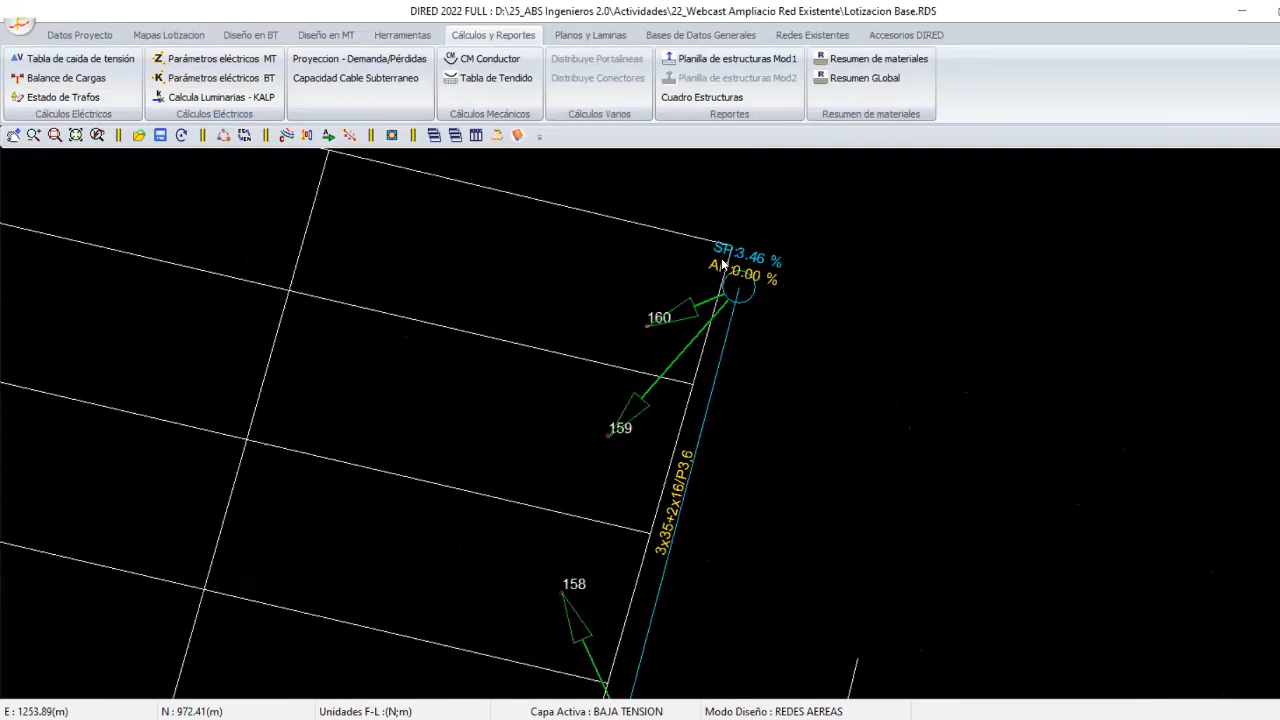 DIRED 2022 FULL : D:\25_ABS Ingenieros 2.0\Actividades\22_Webcast Ampliacio Red Existente\Lotizacion Base.RDS
Datos Proyecto Mapas Lotizacion Diseño en BT Diseño en MT Herramientas Cálculos y Reportes Planos y Laminas Bases de Datos Generales Redes Existentes Accesorios DIRED
Tabla de caida de tensión
Balance de Cargas
Estado de Trafos
Cálculos Eléctricos
Parámetros eléctricos MT
Parámetros eléctricos BT
Calcula Luminarias - KALP
Cálculos Eléctricos
Proyeccion - Demanda/Pérdidas
Capacidad Cable Subterraneo
CM Conductor
Tabla de Tendido
Cálculos Mecánicos
Distribuye Portalineas
Distribuye Conectores
Cálculos Varios
Planilla de estructuras Mod1
Planilla de estructuras Mod2
Cuadro Estructuras
Reportes
Resumen de materiales
Resumen GLobal
Resumen de materiales
SP:3.46 %
AP:0.00 %
160
159
3x35+2x16/P3,6
158
E : 1253.89(m) N : 972.41(m) Unidades F-L :(N;m) Capa Activa : BAJA TENSION Modo Diseño : REDES AEREAS